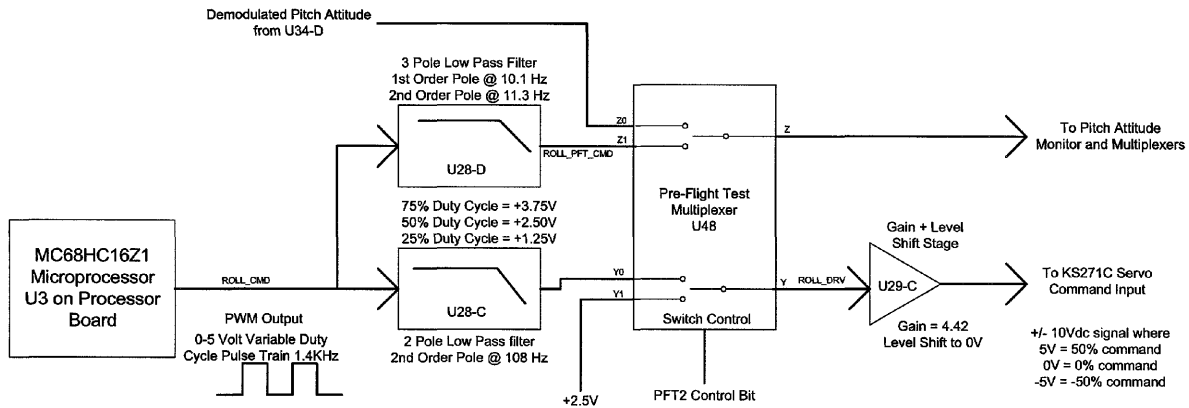 Demodulated Pitch Attitude
from U34-D
3 Pole Low Pass Filter
1st Order Pole @ 10.1 Hz
2nd Order Pole @ 11.3 Hz
U28-D
ROLL_PFT_CMD
Z0
Z1
Z
To Pitch Attitude
Monitor and Multiplexers
Pre-Flight Test
Multiplexer
U48
75% Duty Cycle = +3.75V
50% Duty Cycle = +2.50V
25% Duty Cycle = +1.25V
MC68HC16Z1
Microprocessor
U3 on Processor
Board
ROLL_CMD
PWM Output
0-5 Volt Variable Duty
Cycle Pulse Train 1.4KHz
U28-C
2 Pole Low Pass filter
2nd Order Pole @ 108 Hz
Y0
Y1
Y
ROLL_DRV
Switch Control
+2.5V
PFT2 Control Bit
Gain + Level
Shift Stage
U29-C
Gain = 4.42
Level Shift to 0V
To KS271C Servo
Command Input
+/- 10Vdc signal where
5V = 50% command
0V = 0% command
-5V = -50% command